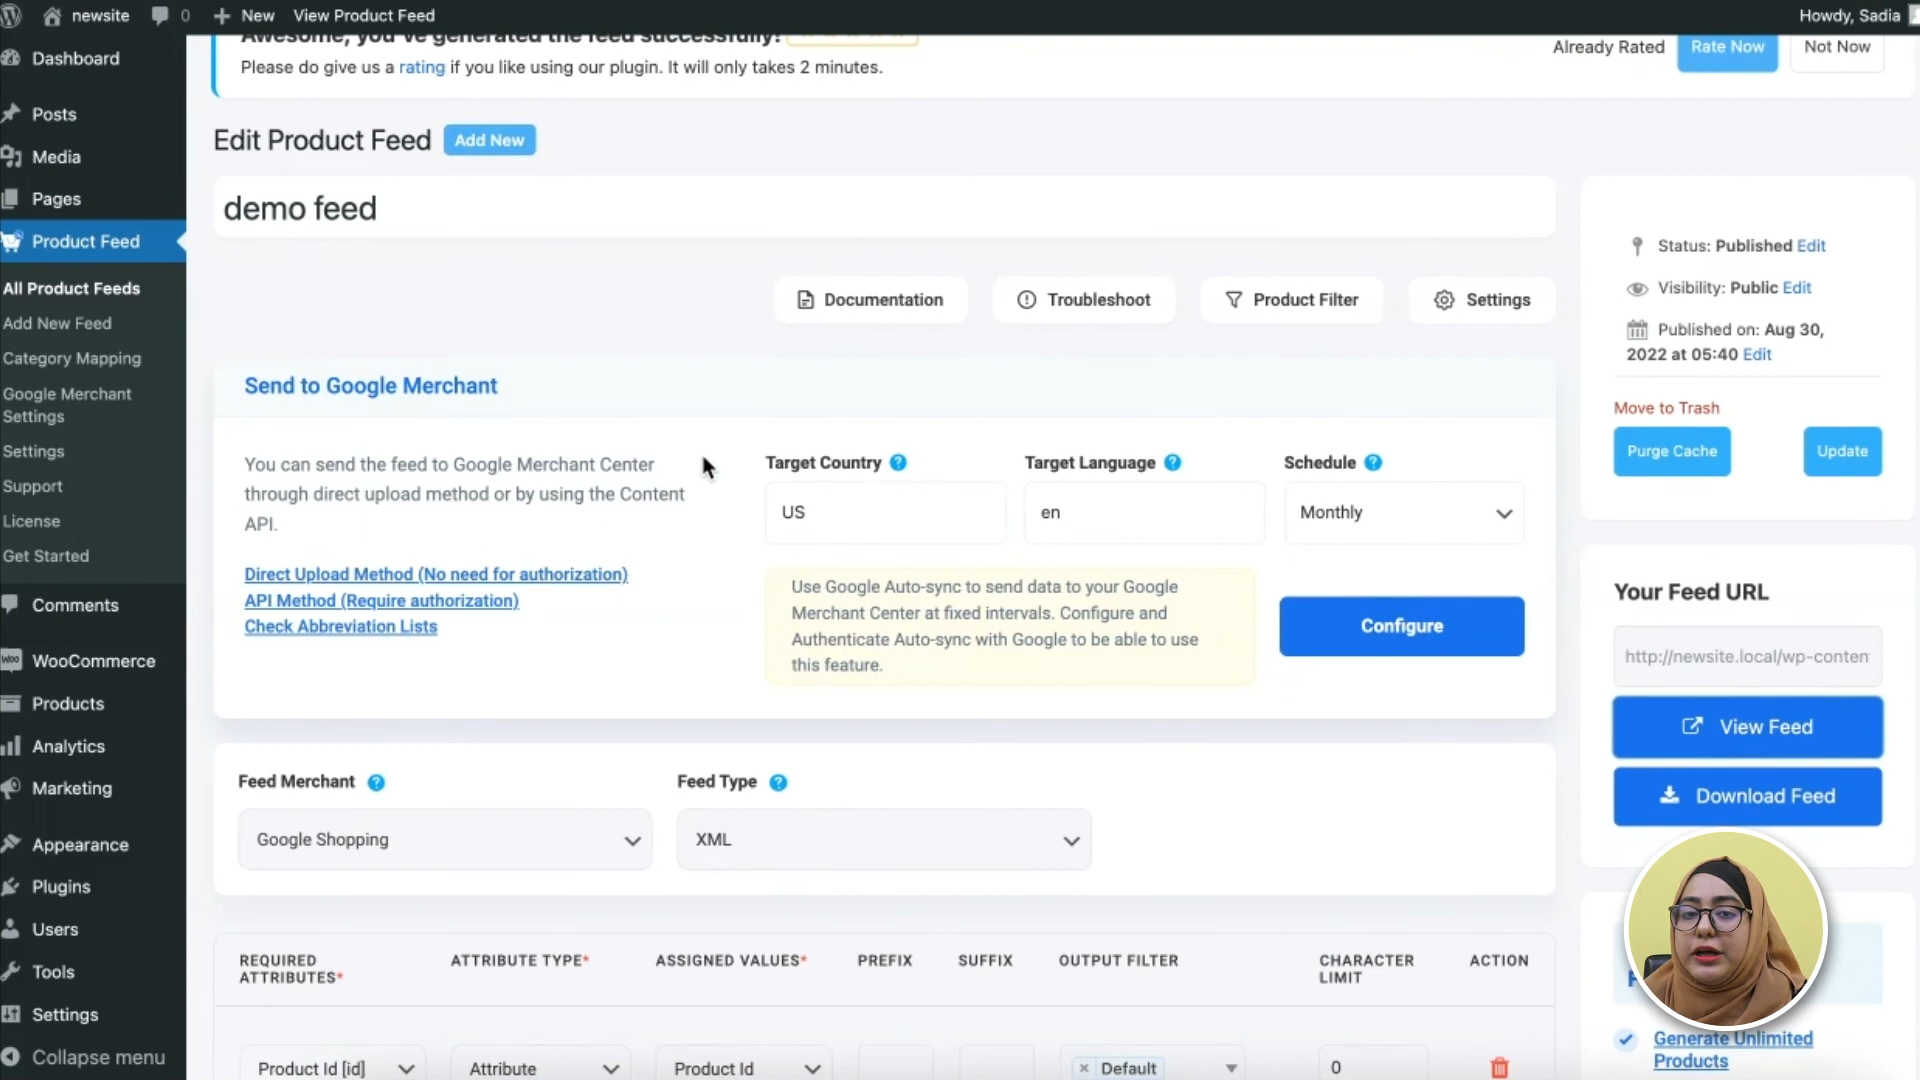 newsite 0 New View Product Feed Howdy, Sadia
Dashboard
Posts
Media
Pages
Product Feed
All Product Feeds
Add New Feed
Category Mapping
Google Merchant
Settings
Settings
Support
License
Get Started
Comments
WooCommerce
Products
Analytics
Marketing
Appearance
Plugins
Users
Tools
Settings
Collapse menu
Awesome, you've generated the feed successfully!
Please do give us a rating if you like using our plugin. It will only takes 2 minutes.
Already Rated Rate Now Not Now
Edit Product Feed Add New
demo feed
Documentation Troubleshoot Product Filter Settings
Send to Google Merchant
You can send the feed to Google Merchant Center
through direct upload method or by using the Content
API.
Direct Upload Method (No need for authorization)
API Method (Require authorization)
Check Abbreviation Lists
Target Country ? Target Language ? Schedule ?
US en Monthly
Use Google Auto-sync to send data to your Google
Merchant Center at fixed intervals. Configure and
Authenticate Auto-sync with Google to be able to use
this feature.
Configure
Feed Merchant ? Feed Type ?
Google Shopping XML
REQUIRED
ATTRIBUTES* ATTRIBUTE TYPE* ASSIGNED VALUES* PREFIX SUFFIX OUTPUT FILTER CHARACTER
LIMIT ACTION
Product Id [id] Attribute Product Id × Default 0
Status: Published Edit
Visibility: Public Edit
Published on: Aug 30,
2022 at 05:40 Edit
Move to Trash
Purge Cache Update
Your Feed URL
http://newsite.local/wp-conten
View Feed
Download Feed
Generate Unlimited
Products